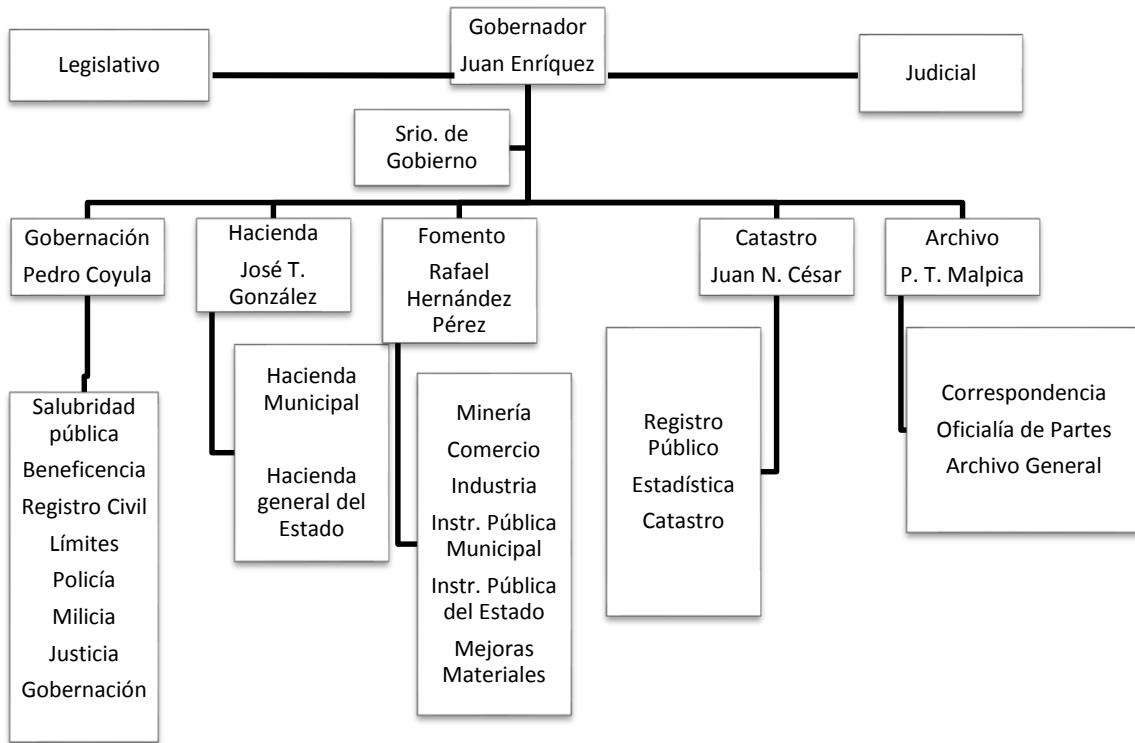 Gobernador
Juan Enríquez
Legislativo
Judicial
Srio. de
Gobierno
Gobernación
Pedro Coyula
Hacienda
José T.
González
Fomento
Rafael
Hernández
Pérez
Catastro
Juan N. César
Archivo
P. T. Malpica
Salubridad
pública
Beneficencia
Registro Civil
Límites
Policía
Milicia
Justicia
Gobernación
Hacienda
Municipal
Hacienda
general del
Estado
Minería
Comercio
Industria
Instr. Pública
Municipal
Instr. Pública
del Estado
Mejoras
Materiales
Registro
Público
Estadística
Catastro
Correspondencia
Oficialía de Partes
Archivo General